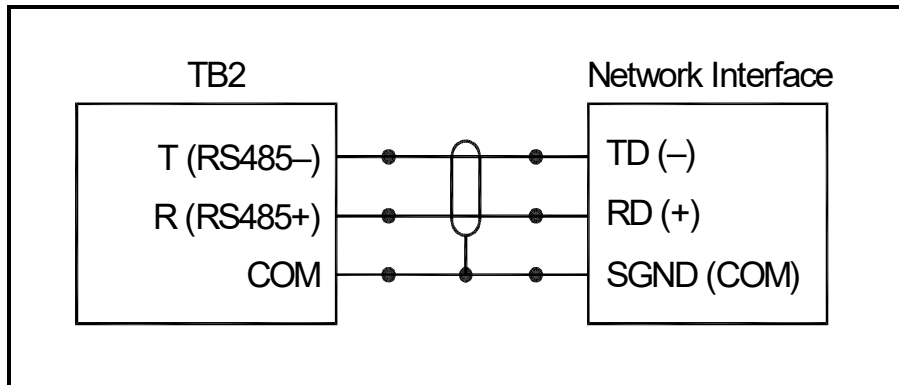 TB2
Network Interface
T (RS485–)
TD (–)
R (RS485+)
RD (+)
COM
SGND (COM)